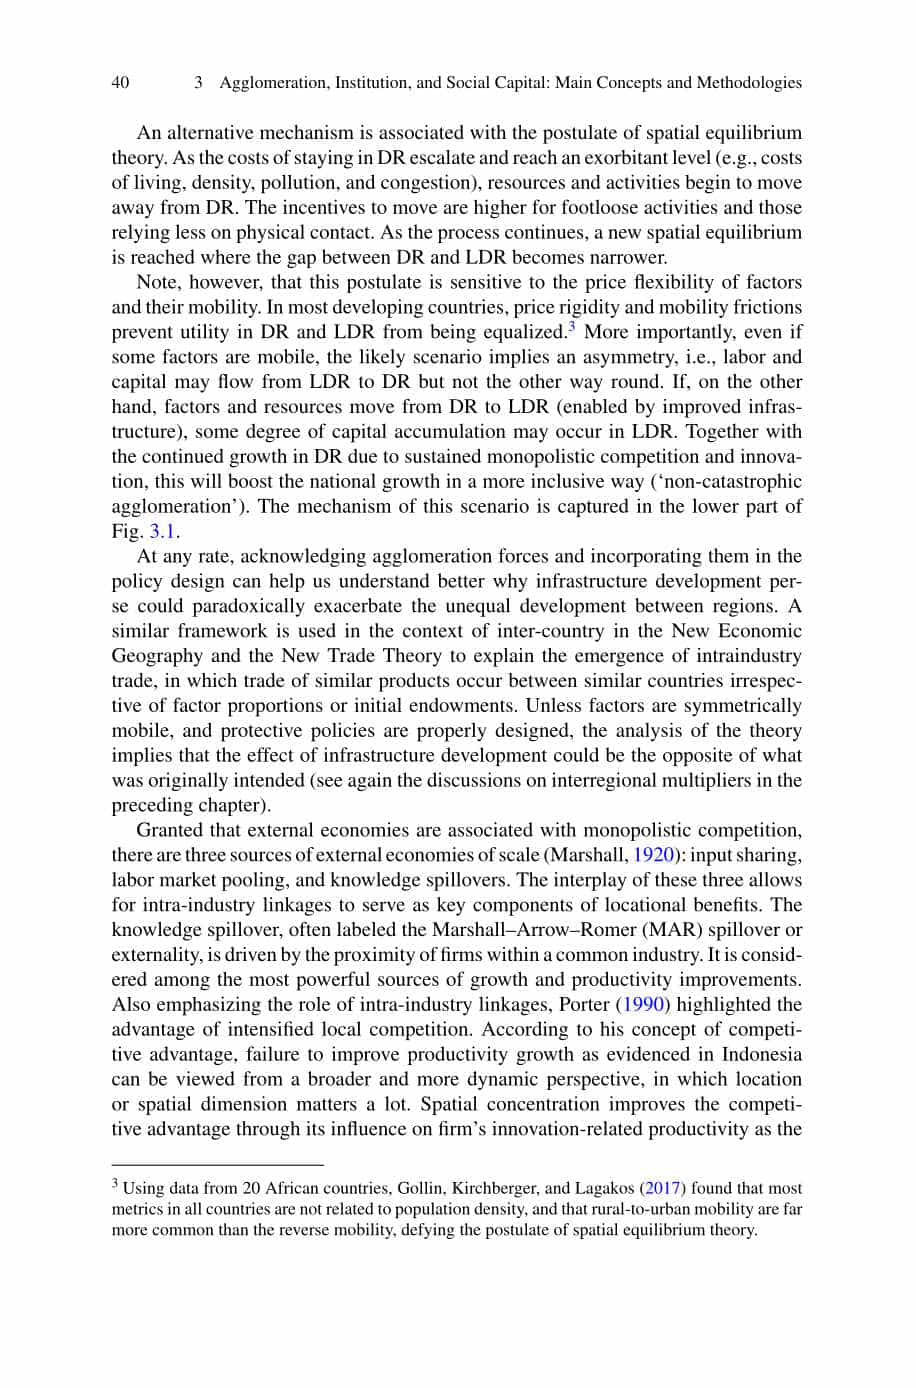 40 3 Agglomeration, Institution, and Social Capital: Main Concepts and Methodologies
An alternative mechanism is associated with the postulate of spatial equilibrium
theory. As the costs of staying in DR escalate and reach an exorbitant level (e.g., costs
of living, density, pollution, and congestion), resources and activities begin to move
away from DR. The incentives to move are higher for footloose activities and those
relying less on physical contact. As the process continues, a new spatial equilibrium
is reached where the gap between DR and LDR becomes narrower.
Note, however, that this postulate is sensitive to the price flexibility of factors
and their mobility. In most developing countries, price rigidity and mobility frictions
prevent utility in DR and LDR from being equalized.3 More importantly, even if
some factors are mobile, the likely scenario implies an asymmetry, i.e., labor and
capital may flow from LDR to DR but not the other way round. If, on the other
hand, factors and resources move from DR to LDR (enabled by improved infras-
tructure), some degree of capital accumulation may occur in LDR. Together with
the continued growth in DR due to sustained monopolistic competition and innova-
tion, this will boost the national growth in a more inclusive way (‘non-catastrophic
agglomeration’). The mechanism of this scenario is captured in the lower part of
Fig. 3.1.
At any rate, acknowledging agglomeration forces and incorporating them in the
policy design can help us understand better why infrastructure development per-
se could paradoxically exacerbate the unequal development between regions. A
similar framework is used in the context of inter-country in the New Economic
Geography and the New Trade Theory to explain the emergence of intraindustry
trade, in which trade of similar products occur between similar countries irrespec-
tive of factor proportions or initial endowments. Unless factors are symmetrically
mobile, and protective policies are properly designed, the analysis of the theory
implies that the effect of infrastructure development could be the opposite of what
was originally intended (see again the discussions on interregional multipliers in the
preceding chapter).
Granted that external economies are associated with monopolistic competition,
there are three sources of external economies of scale (Marshall, 1920): input sharing,
labor market pooling, and knowledge spillovers. The interplay of these three allows
for intra-industry linkages to serve as key components of locational benefits. The
knowledge spillover, often labeled the Marshall–Arrow–Romer (MAR) spillover or
externality, is driven by the proximity of firms within a common industry. It is consid-
ered among the most powerful sources of growth and productivity improvements.
Also emphasizing the role of intra-industry linkages, Porter (1990) highlighted the
advantage of intensified local competition. According to his concept of competi-
tive advantage, failure to improve productivity growth as evidenced in Indonesia
can be viewed from a broader and more dynamic perspective, in which location
or spatial dimension matters a lot. Spatial concentration improves the competi-
tive advantage through its influence on firm’s innovation-related productivity as the
3 Using data from 20 African countries, Gollin, Kirchberger, and Lagakos (2017) found that most
metrics in all countries are not related to population density, and that rural-to-urban mobility are far
more common than the reverse mobility, defying the postulate of spatial equilibrium theory.